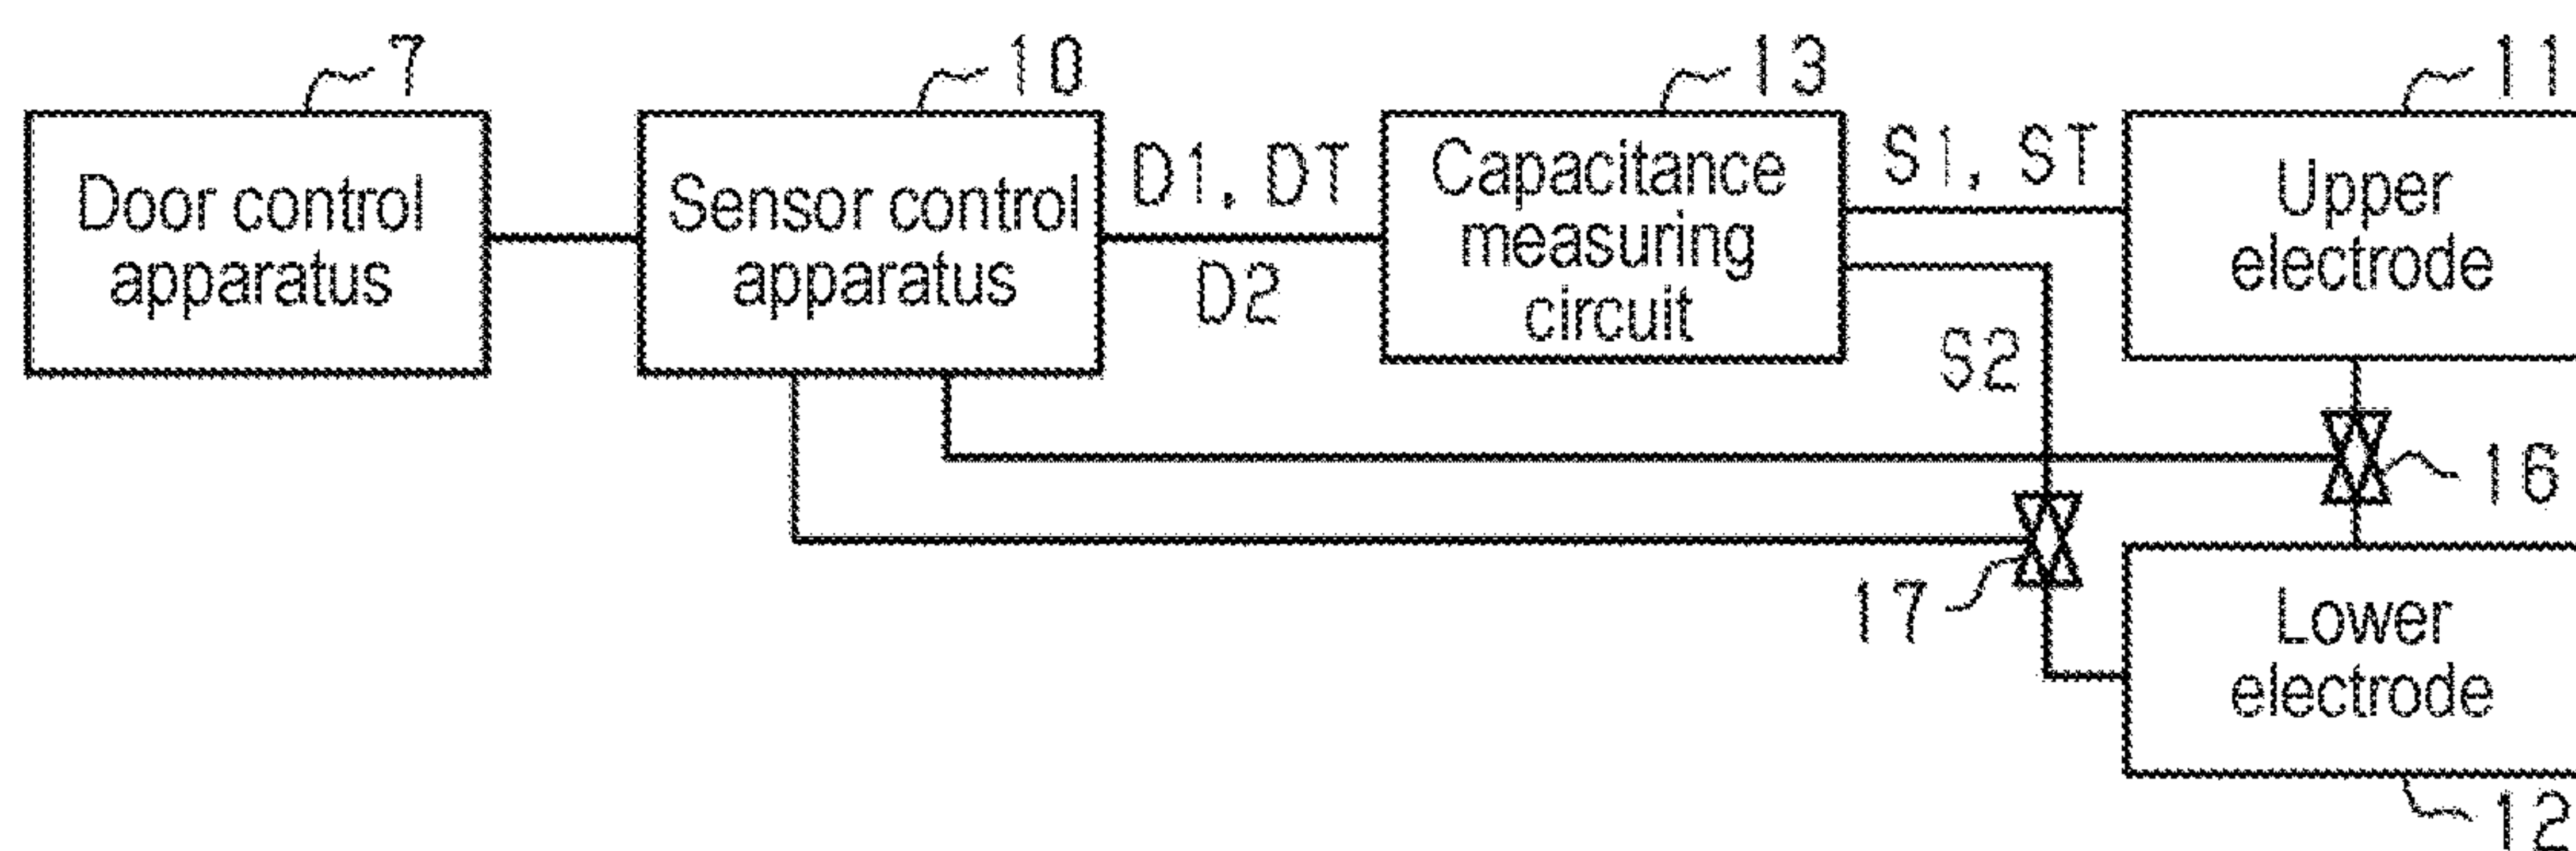 7
10
13
11
Door control
apparatus
Sensor control
apparatus
D1, DT
D2
Capacitance
measuring
circuit
S1, ST
S2
Upper
electrode
16
17
Lower
electrode
12